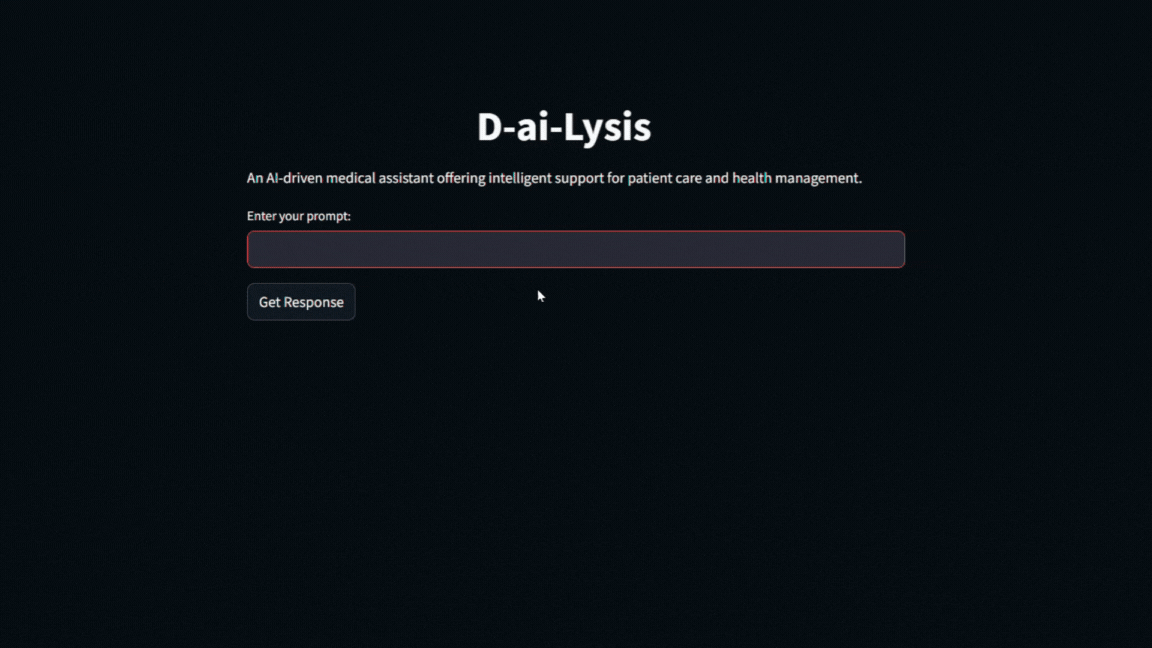 D-ai-Lysis
An AI-driven medical assistant offering intelligent support for patient care and health management.
Enter your prompt:
Get Response